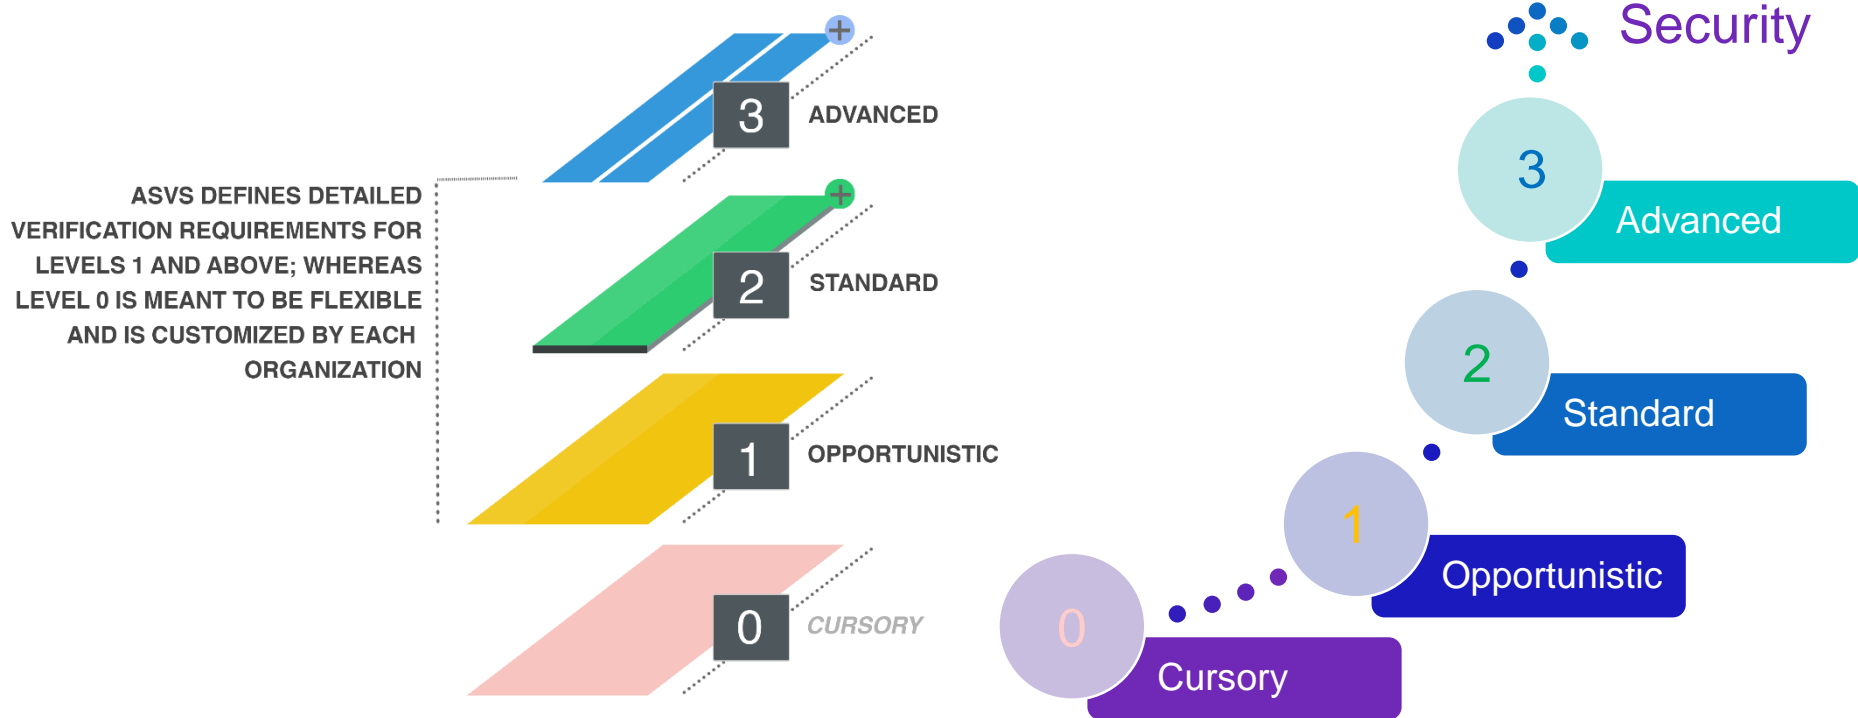 ASVS DEFINES DETAILED
VERIFICATION REQUIREMENTS FOR
LEVELS 1 AND ABOVE; WHEREAS
LEVEL 0 IS MEANT TO BE FLEXIBLE
AND IS CUSTOMIZED BY EACH
ORGANIZATION
3
ADVANCED
2
STANDARD
1
OPPORTUNISTIC
0
CURSORY
Security
3
Advanced
2
Standard
1
Opportunistic
0
Cursory